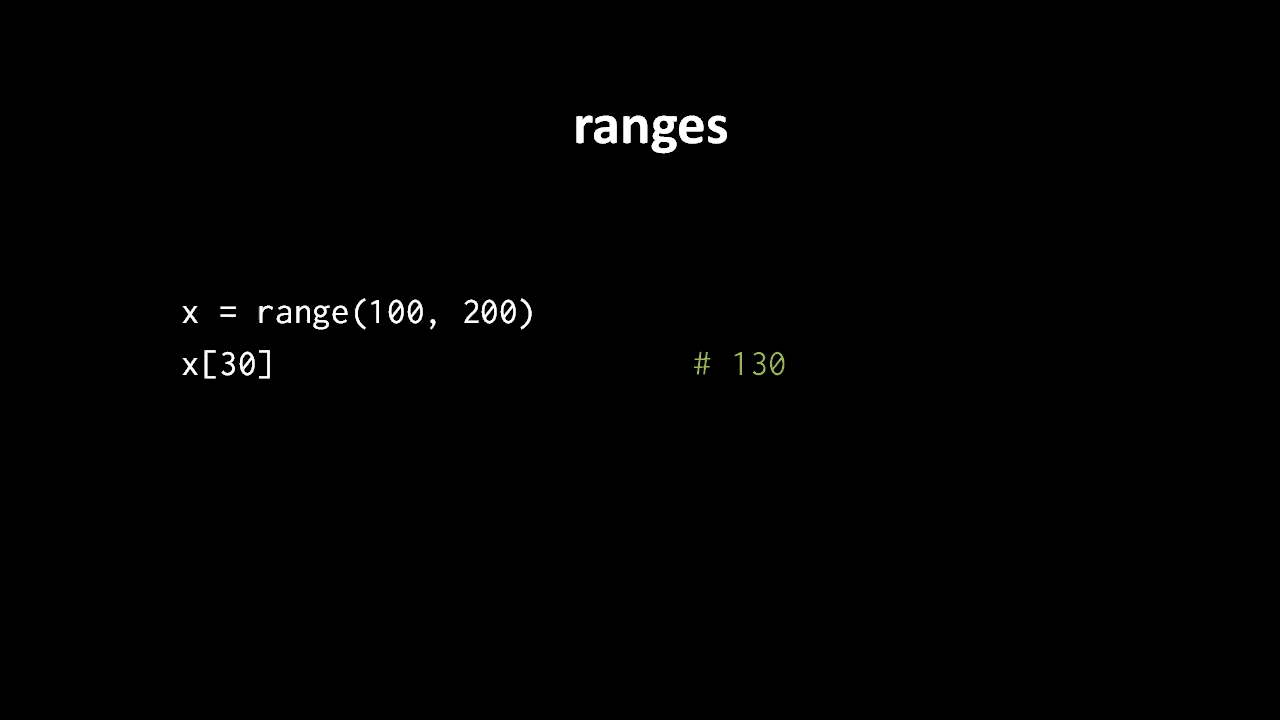 ranges
x = range(100, 200)
x[30] # 130